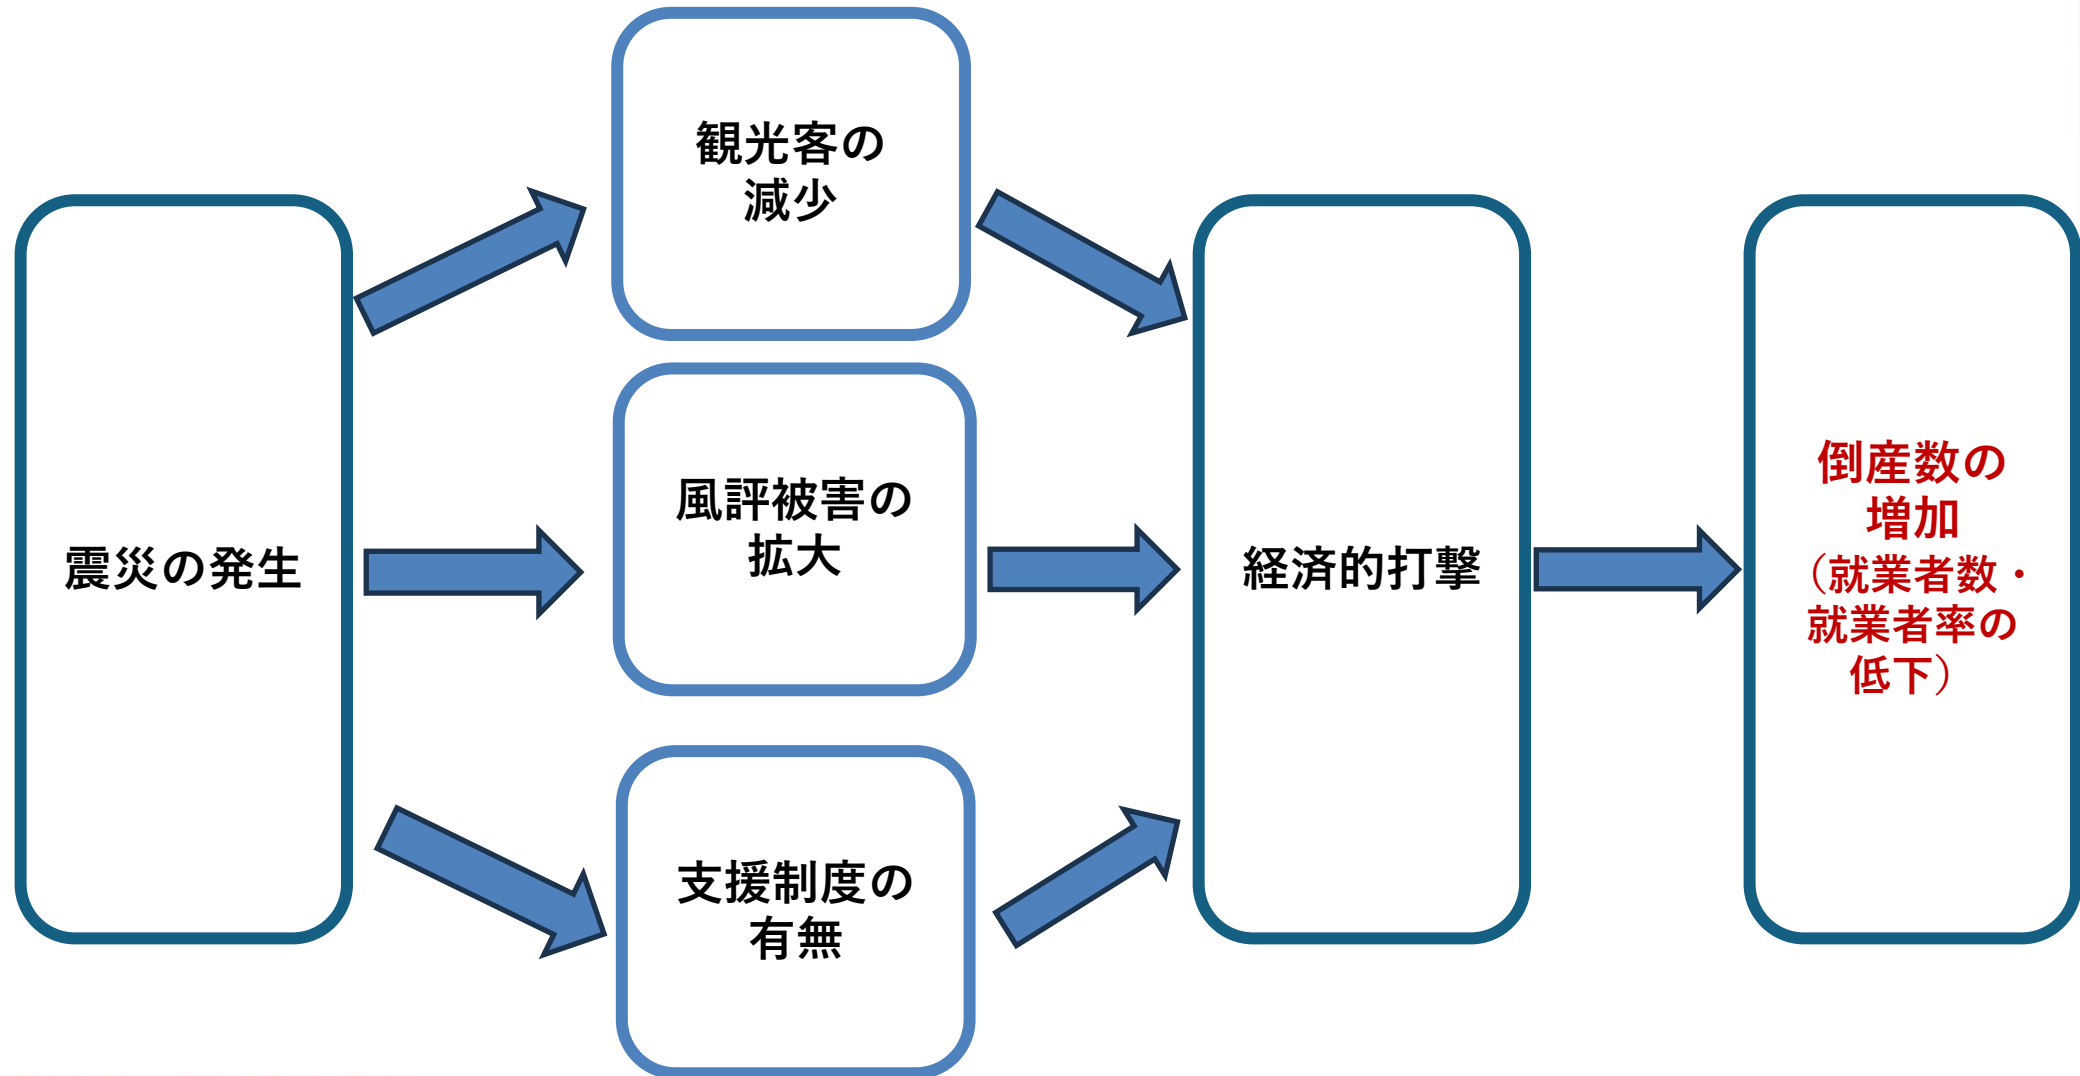 震災の発生
観光客の
減少
風評被害の
拡大
支援制度の
有無
経済的打撃
倒産数の
増加
（就業者数・
就業者率の
低下）